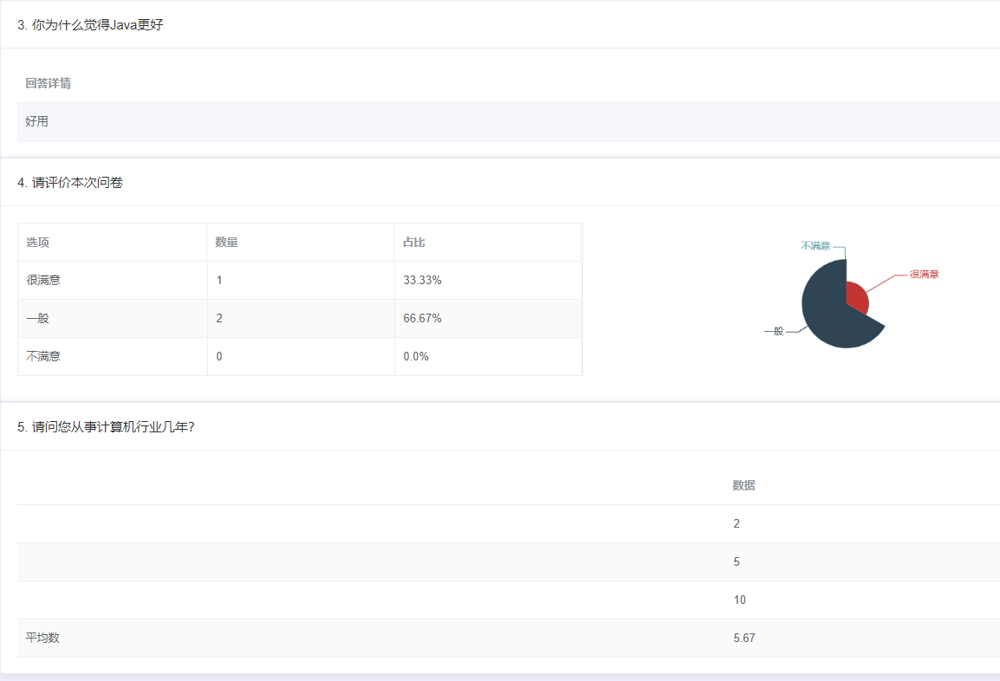 3. 你为什么觉得Java更好
回答详情
好用
4. 请评价本次问卷
选项 数量 占比
很满意 1 33.33%
一般 2 66.67%
不满意 0 0.0%
不满意
很满意
一般
5. 请问您从事计算机行业几年?
数据
2
5
10
平均数 5.67